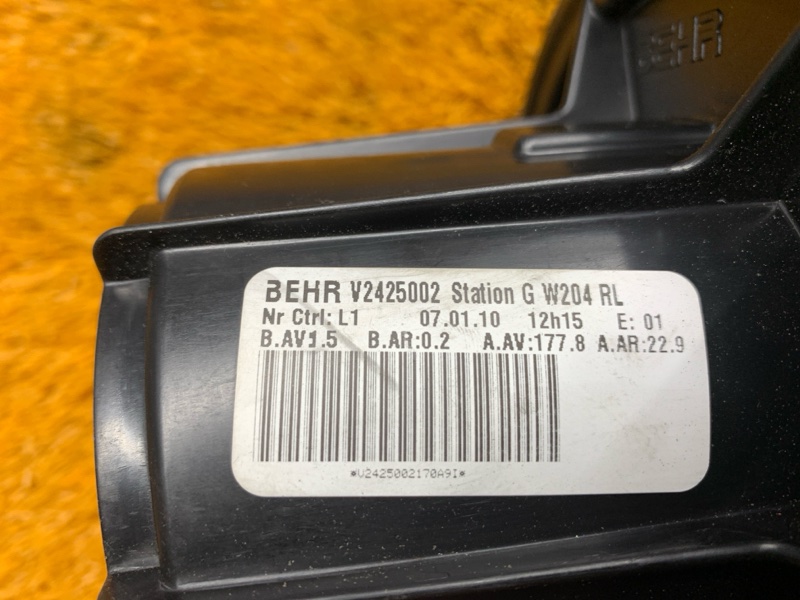 BEHR
BEHR V2425002 Station G W204 RL
Nr Ctrl: L1 07.01.10 12h15 E: 01
B.AV1.5 B.AR:0.2 A.AV:177.8 A.AR:22.9
*V2425002170A9I*